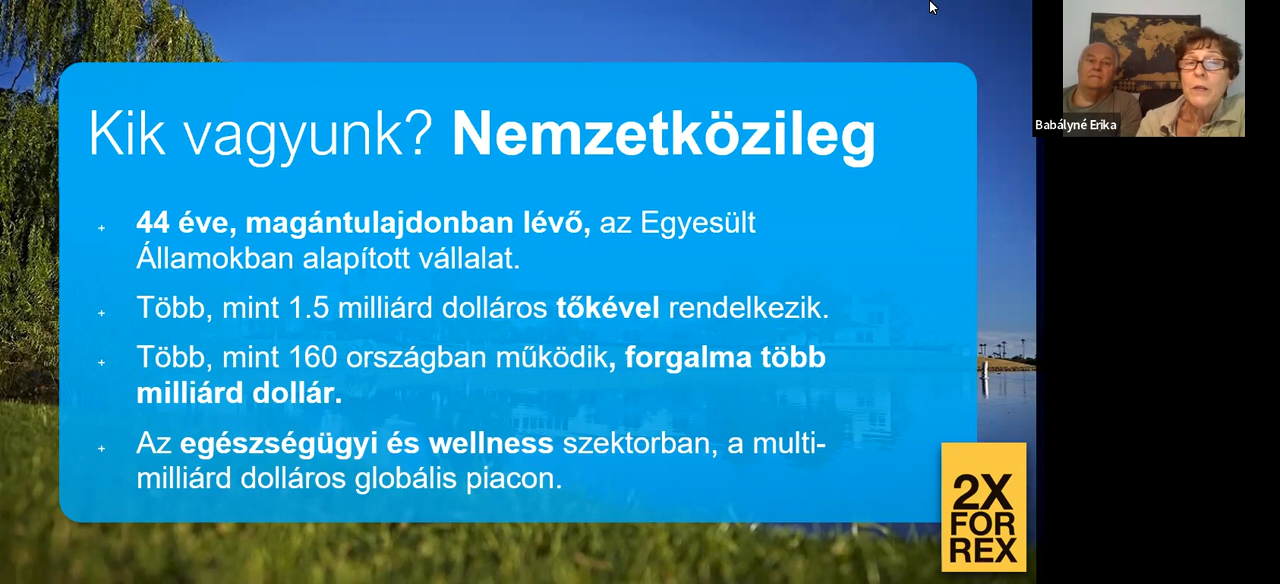 Kik vagyunk? Nemzetközileg
+ 44 éve, magántulajdonban lévő, az Egyesült
Államokban alapított vállalat.
+ Több, mint 1.5 milliárd dolláros tőkével rendelkezik.
+ Több, mint 160 országban működik, forgalma több
milliárd dollár.
+ Az egészségügyi és wellness szektorban, a multi-
milliárd dolláros globális piacon.
2X
FOR
REX
Babályné Erika